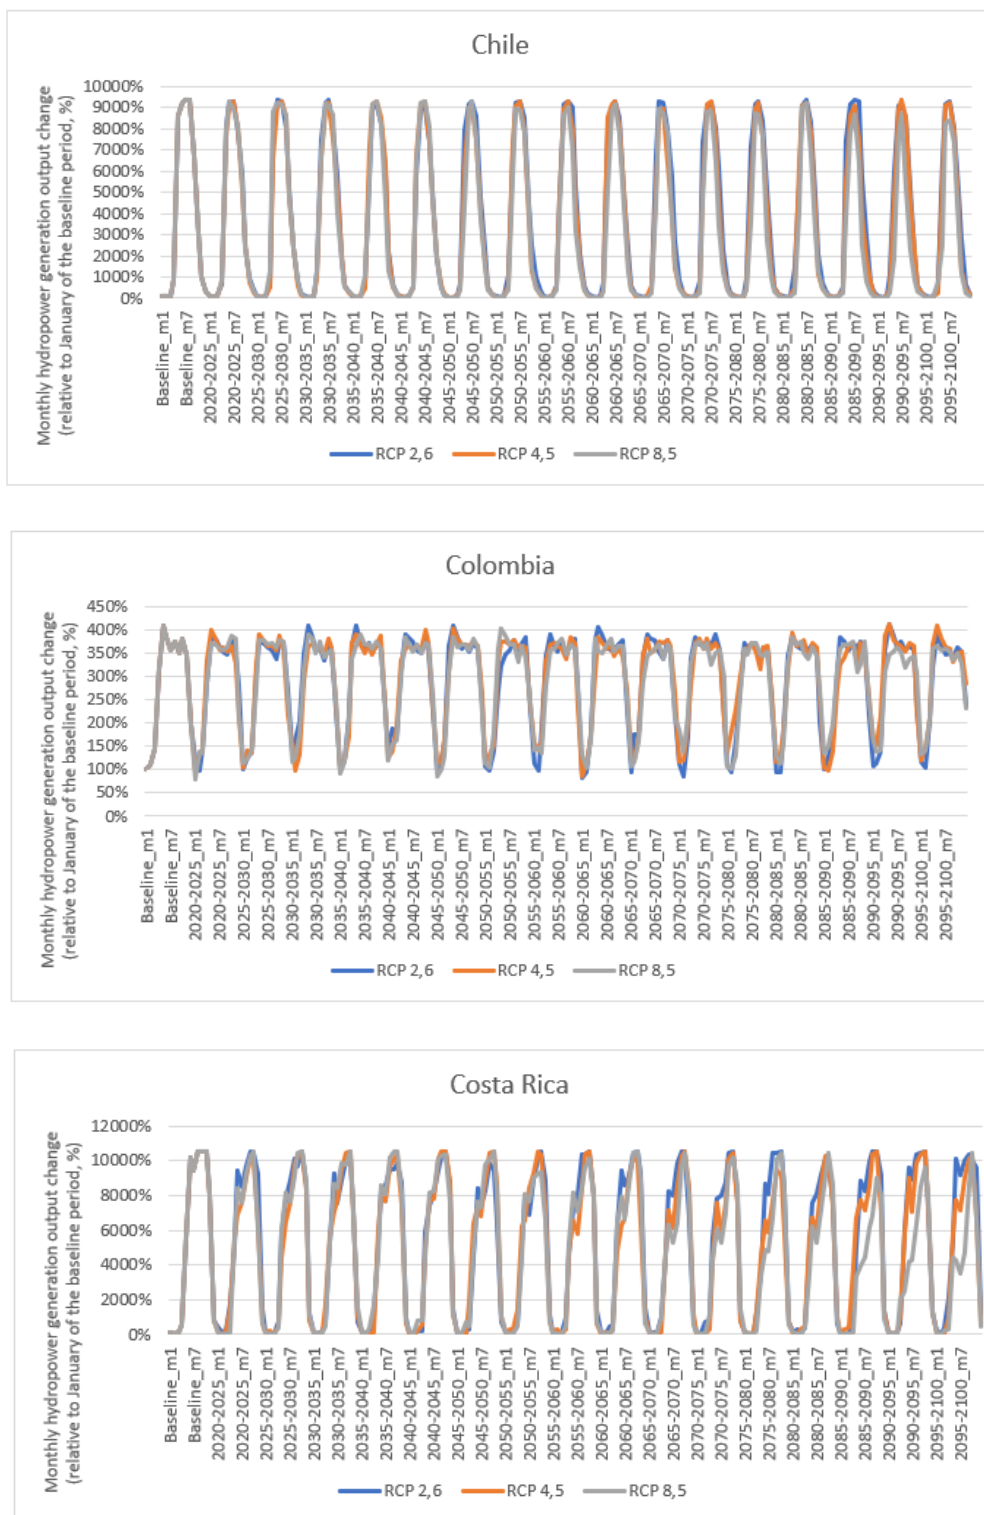 Chile
Monthly hydropower generation output change
(relative to January of the baseline period, %)
10000%
9000%
8000%
7000%
6000%
5000%
4000%
3000%
2000%
1000%
0%
Baseline_m1
Baseline_m7
2020-2025_m1
2020-2025_m7
2025-2030_m1
2025-2030_m7
2030-2035_m1
2030-2035_m7
2035-2040_m1
2035-2040_m7
2040-2045_m1
2040-2045_m7
2045-2050_m1
2045-2050_m7
2050-2055_m1
2050-2055_m7
2055-2060_m1
2055-2060_m7
2060-2065_m1
2060-2065_m7
2065-2070_m1
2065-2070_m7
2070-2075_m1
2070-2075_m7
2075-2080_m1
2075-2080_m7
2080-2085_m1
2080-2085_m7
2085-2090_m1
2085-2090_m7
2090-2095_m1
2090-2095_m7
2095-2100_m1
2095-2100_m7
RCP 2,6 RCP 4,5 RCP 8,5
Colombia
Monthly hydropower generation output change
(relative to January of the baseline period, %)
450%
400%
350%
300%
250%
200%
150%
100%
50%
0%
Baseline_m1
Baseline_m7
2020-2025_m1
2020-2025_m7
2025-2030_m1
2025-2030_m7
2030-2035_m1
2030-2035_m7
2035-2040_m1
2035-2040_m7
2040-2045_m1
2040-2045_m7
2045-2050_m1
2045-2050_m7
2050-2055_m1
2050-2055_m7
2055-2060_m1
2055-2060_m7
2060-2065_m1
2060-2065_m7
2065-2070_m1
2065-2070_m7
2070-2075_m1
2070-2075_m7
2075-2080_m1
2075-2080_m7
2080-2085_m1
2080-2085_m7
2085-2090_m1
2085-2090_m7
2090-2095_m1
2090-2095_m7
2095-2100_m1
2095-2100_m7
RCP 2,6 RCP 4,5 RCP 8,5
Costa Rica
Monthly hydropower generation output change
(relative to January of the baseline period, %)
12000%
10000%
8000%
6000%
4000%
2000%
0%
Baseline_m1
Baseline_m7
2020-2025_m1
2020-2025_m7
2025-2030_m1
2025-2030_m7
2030-2035_m1
2030-2035_m7
2035-2040_m1
2035-2040_m7
2040-2045_m1
2040-2045_m7
2045-2050_m1
2045-2050_m7
2050-2055_m1
2050-2055_m7
2055-2060_m1
2055-2060_m7
2060-2065_m1
2060-2065_m7
2065-2070_m1
2065-2070_m7
2070-2075_m1
2070-2075_m7
2075-2080_m1
2075-2080_m7
2080-2085_m1
2080-2085_m7
2085-2090_m1
2085-2090_m7
2090-2095_m1
2090-2095_m7
2095-2100_m1
2095-2100_m7
RCP 2,6 RCP 4,5 RCP 8,5